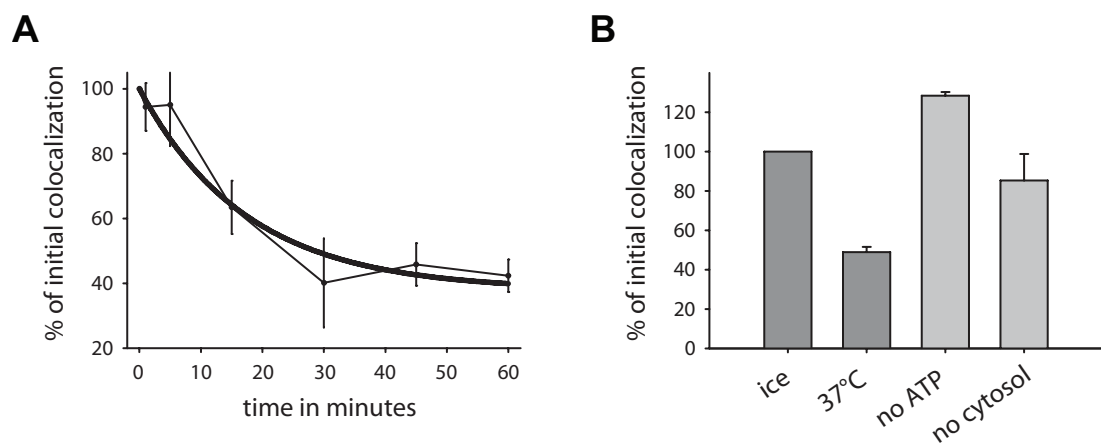 A
% of initial colocalization
100
80
60
40
20
0 10 20 30 40 50 60
time in minutes
B
% of initial colocalization
120
100
80
60
40
20
0
ice 37°C no ATP no cytosol